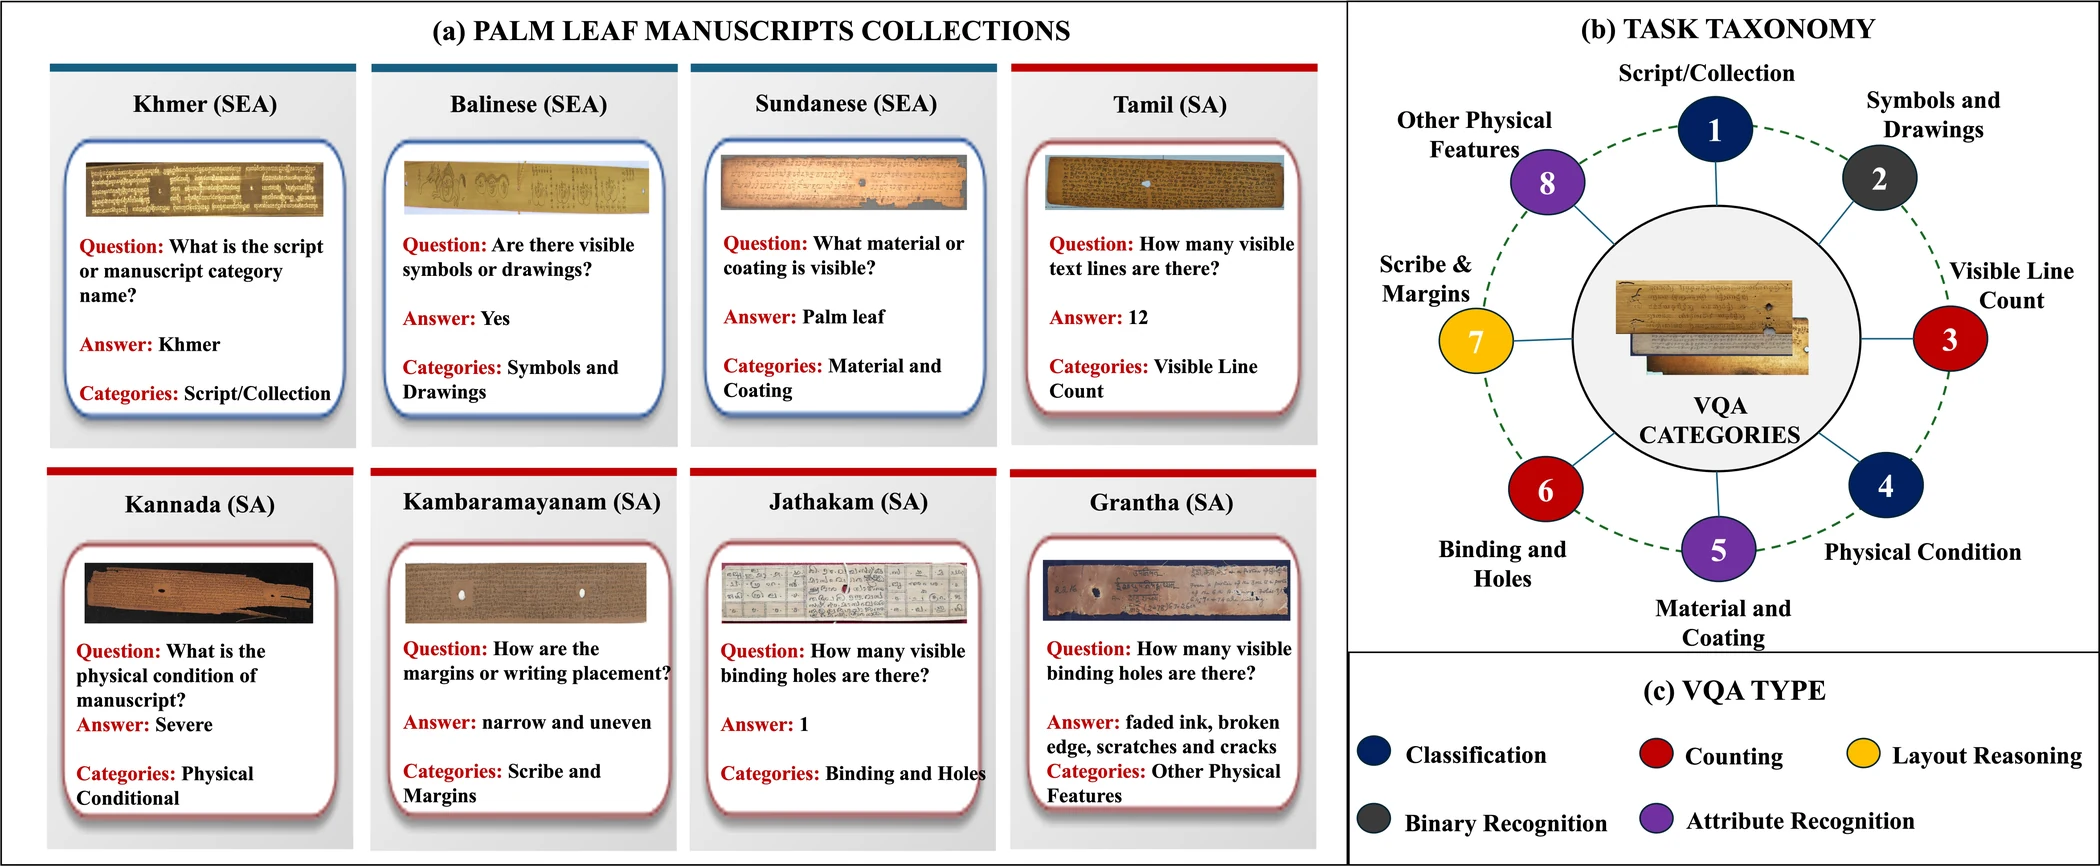 (a) PALM LEAF MANUSCRIPTS COLLECTIONS
Khmer (SEA)
Question: What is the script
or manuscript category
name?
Answer: Khmer
Categories: Script/Collection
Balinese (SEA)
Question: Are there visible
symbols or drawings?
Answer: Yes
Categories: Symbols and
Drawings
Sundanese (SEA)
Question: What material or
coating is visible?
Answer: Palm leaf
Categories: Material and
Coating
Tamil (SA)
Question: How many visible
text lines are there?
Answer: 12
Categories: Visible Line
Count
Kannada (SA)
Question: What is the
physical condition of
manuscript?
Answer: Severe
Categories: Physical
Conditional
Kambaramayanam (SA)
Question: How are the
margins or writing placement?
Answer: narrow and uneven
Categories: Scribe and
Margins
Jathakam (SA)
Question: How many visible
binding holes are there?
Answer: 1
Categories: Binding and Holes
Grantha (SA)
Question: How many visible
binding holes are there?
Answer: faded ink, broken
edge, scratches and cracks
Categories: Other Physical
Features
(b) TASK TAXONOMY
Script/Collection
1
Symbols and
Drawings
2
Visible Line
Count
3
4
Physical Condition
5
Material and
Coating
6
Binding and
Holes
Scribe &
Margins
7
Other Physical
Features
8
VQA
CATEGORIES
(c) VQA TYPE
Classification
Counting
Layout Reasoning
Binary Recognition
Attribute Recognition